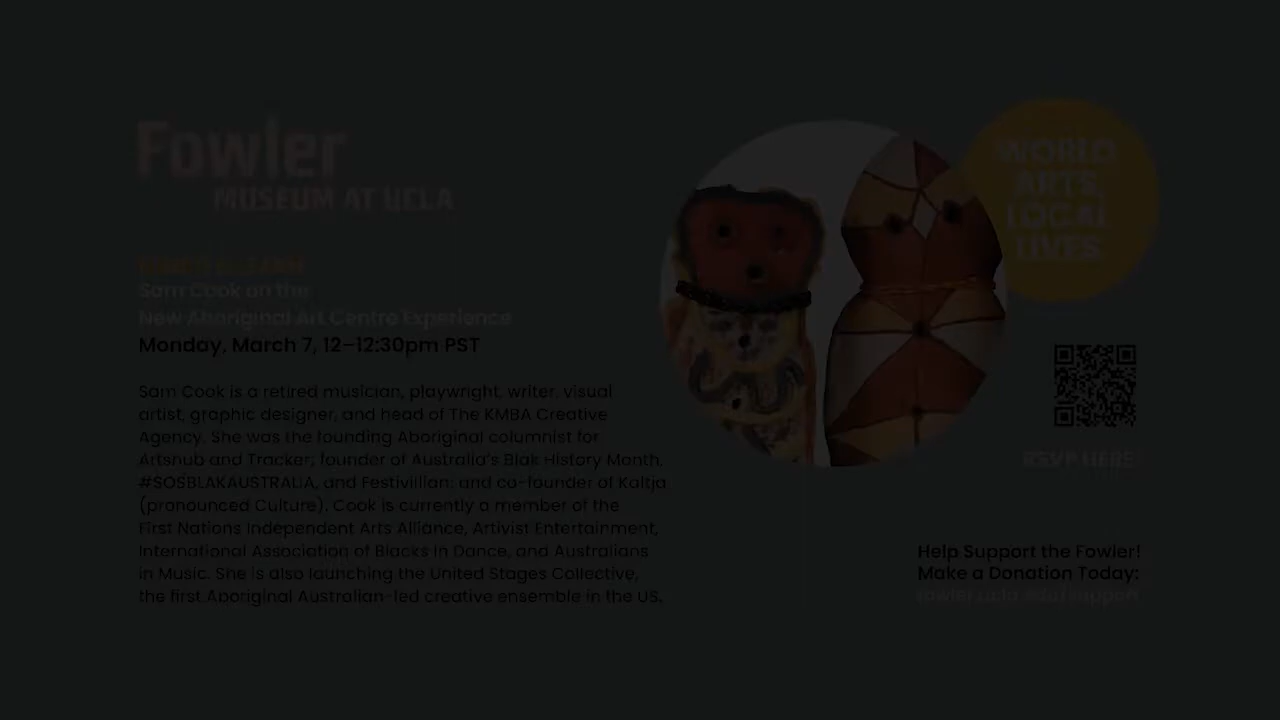 Fowler
MUSEUM AT UCLA
WORLD
ARTS,
LOCAL
LIVES
Sam Cook on the
New Aboriginal Art Centre Experience
Monday, March 7, 12–12:30pm PST
Sam Cook is a retired musician, playwright, writer, visual
artist, graphic designer, and head of The KMBA Creative
Agency. She was the founding Aboriginal columnist for
Artshub and Tracker; founder of Australia's Blak History Month,
#SOSBLAKAUSTRALIA, and Festivillian; and co-founder of Kaltja
(pronounced Culture). Cook is currently a member of the
First Nations Independent Arts Alliance, Artivist Entertainment,
International Association of Blacks in Dance, and Australians
in Music. She is also launching the United Stages Collective,
the first Aboriginal Australian-led creative ensemble in the US.
RSVP HERE
Help Support the Fowler!
Make a Donation Today:
fowler.ucla.edu/support